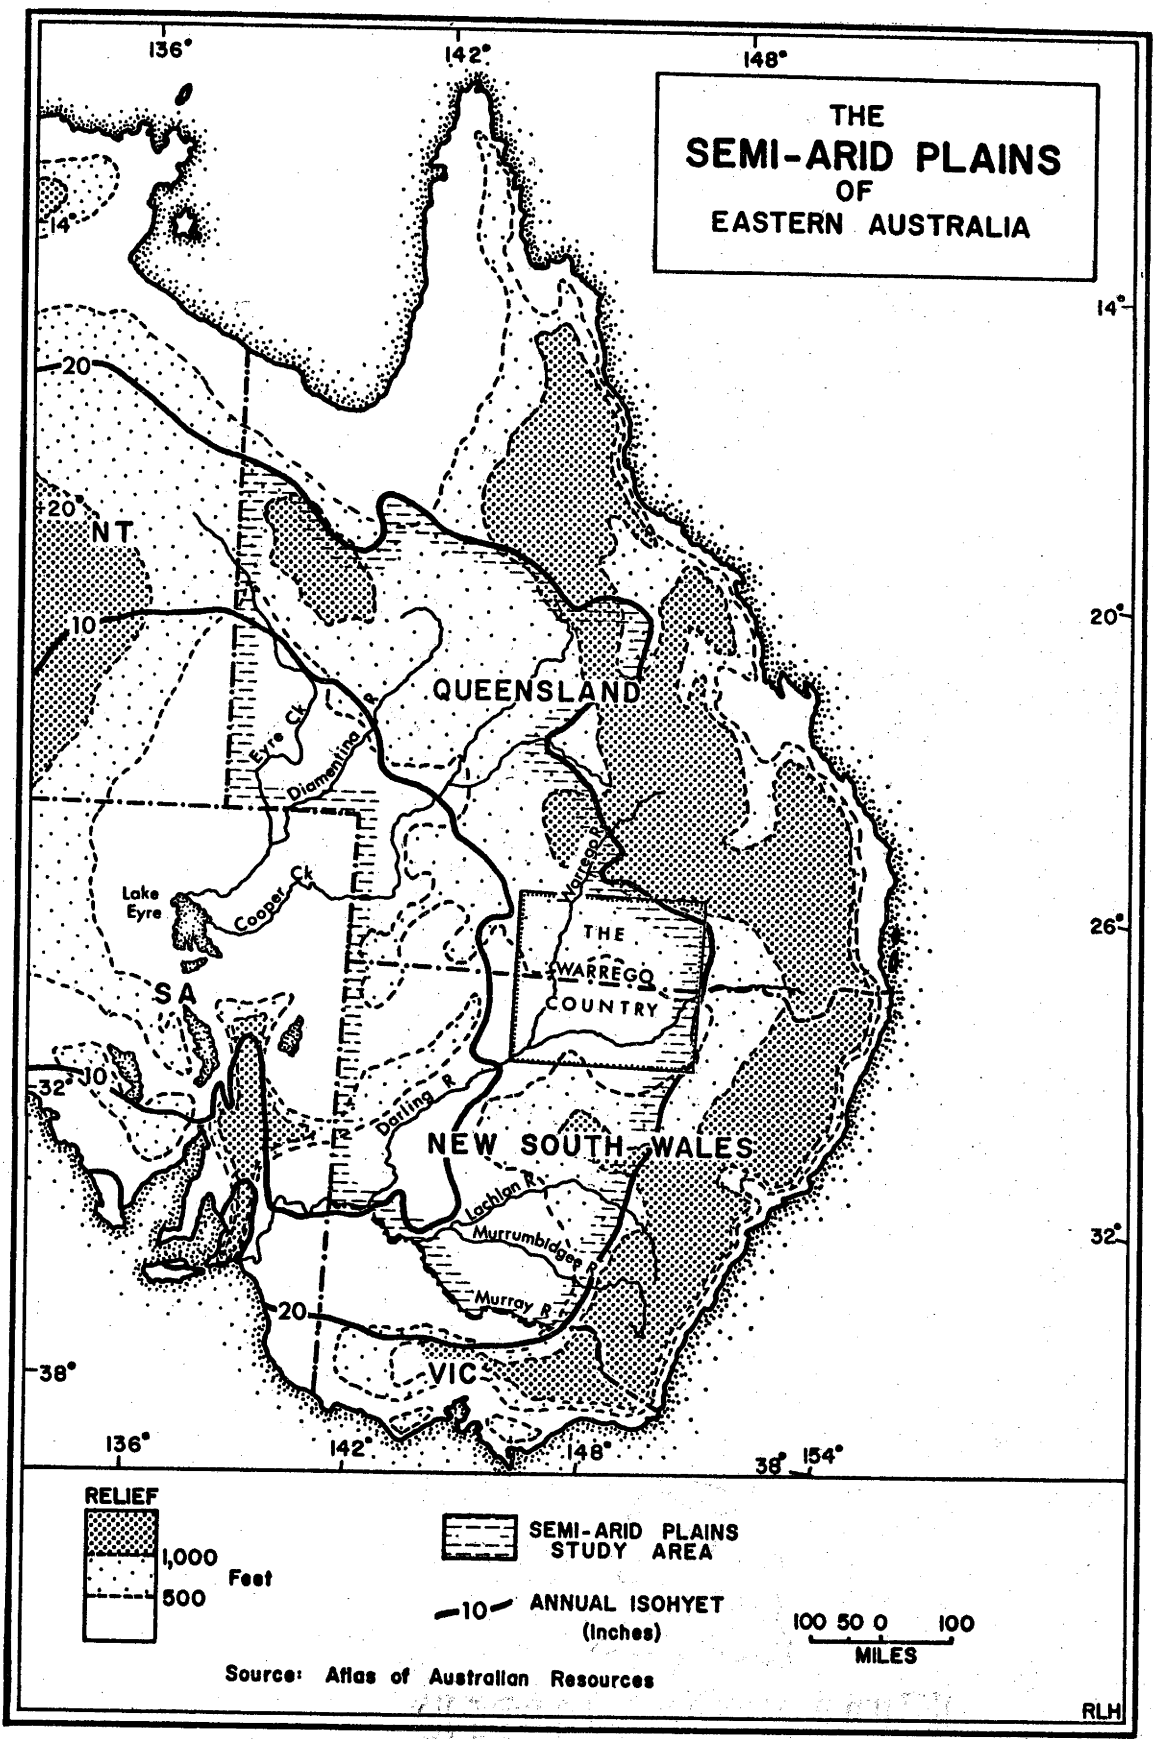 136°
142°
148°
THE
SEMI-ARID PLAINS
OF
EASTERN AUSTRALIA
14°
14°
20
20°
NT
10
20°
QUEENSLAND
Eyre Ck
Diamantina R
Warrego R
Lake
Eyre
Cooper Ck
THE
WARREGO
COUNTRY
26°
SA
10
32°
Darling R
NEW SOUTH WALES
Lachlan R
Murrumbidgee R
32°
Murray R
20
VIC
38°
136°
142°
148°
38° 154°
RELIEF
1,000
Feet
500
SEMI-ARID PLAINS
STUDY AREA
10
ANNUAL ISOHYET
(Inches)
100 50 0 100
MILES
Source: Atlas of Australian Resources
RLH